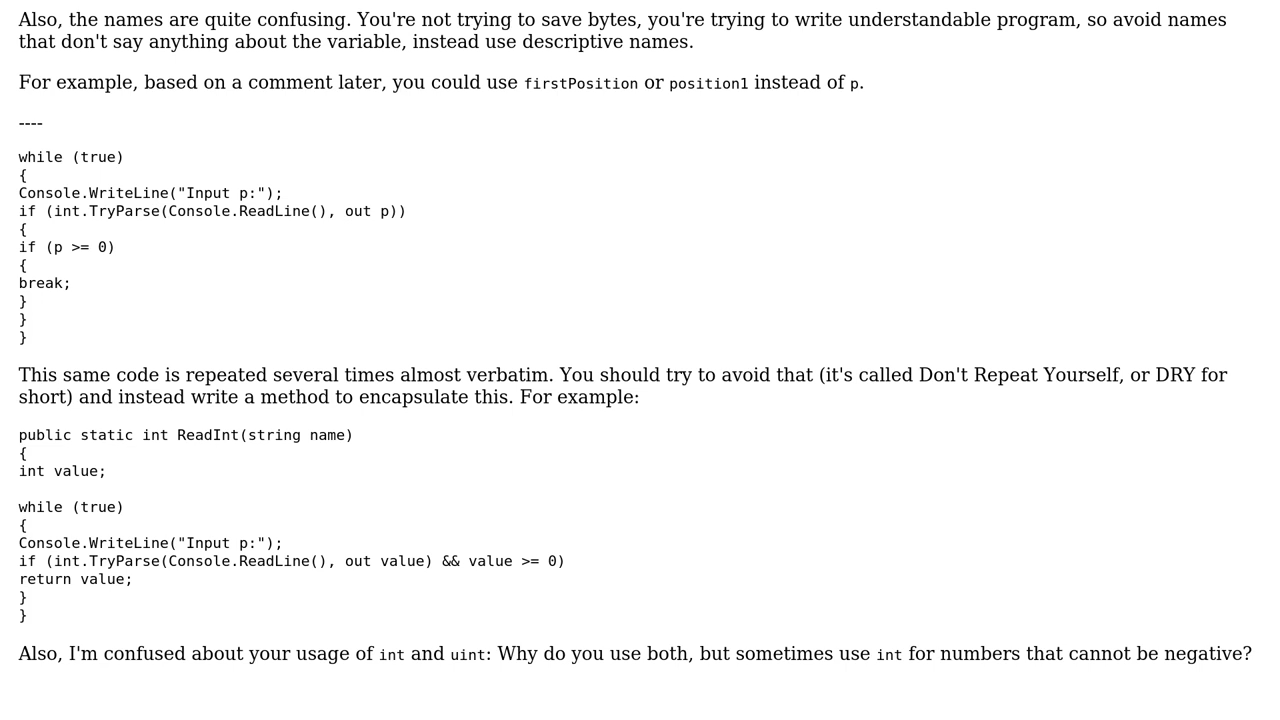 Also, the names are quite confusing. You're not trying to save bytes, you're trying to write understandable program, so avoid names
that don't say anything about the variable, instead use descriptive names.
For example, based on a comment later, you could use firstPosition or position1 instead of p.
----
while (true)
{
Console.WriteLine("Input p:");
if (int.TryParse(Console.ReadLine(), out p))
{
if (p >= 0)
{
break;
}
}
}
This same code is repeated several times almost verbatim. You should try to avoid that (it's called Don't Repeat Yourself, or DRY for
short) and instead write a method to encapsulate this. For example:
public static int ReadInt(string name)
{
int value;
while (true)
{
Console.WriteLine("Input p:");
if (int.TryParse(Console.ReadLine(), out value) && value >= 0)
return value;
}
}
Also, I'm confused about your usage of int and uint: Why do you use both, but sometimes use int for numbers that cannot be negative?